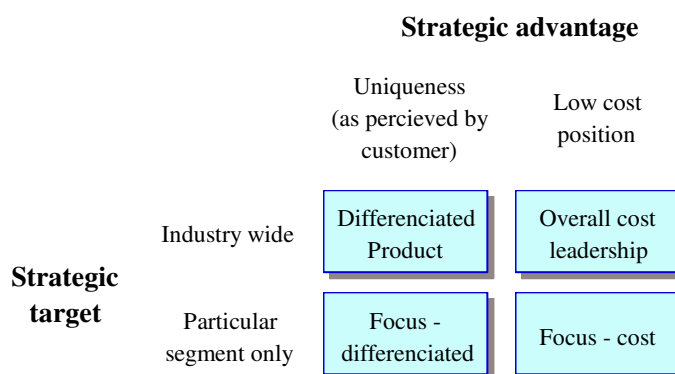 Strategic advantage
Uniqueness
(as percieved by
customer)
Low cost
position
Strategic
target
Industry wide
Differenciated
Product
Overall cost
leadership
Particular
segment only
Focus -
differenciated
Focus - cost